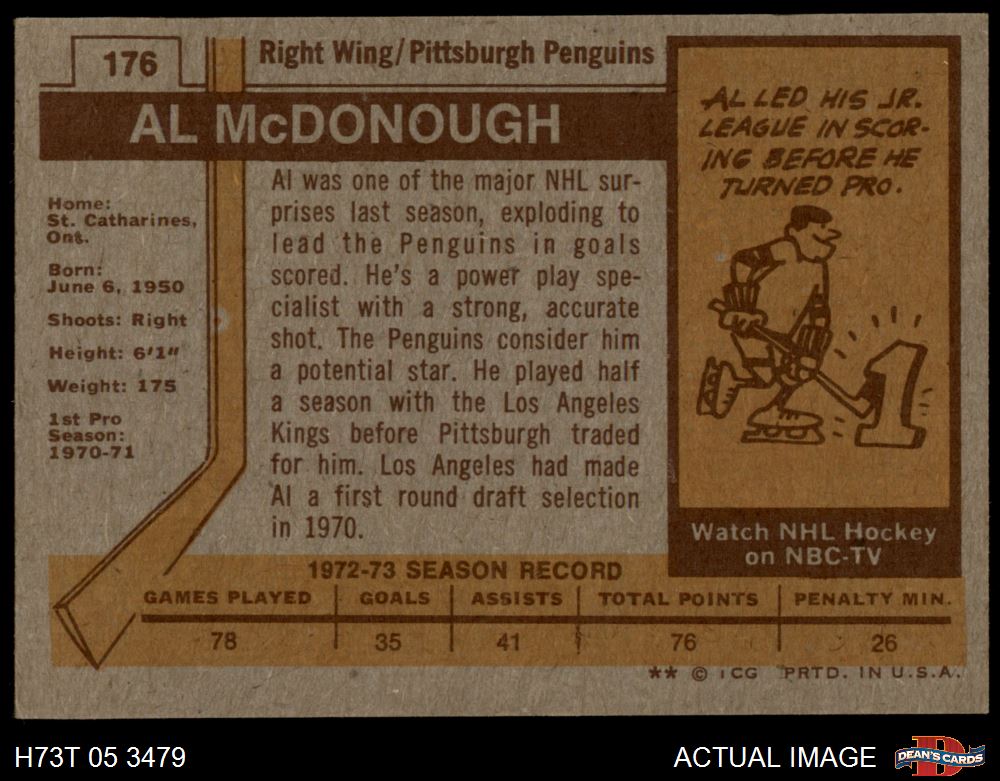 176
Right Wing/Pittsburgh Penguins
AL McDONOUGH
Home:
St. Catharines,
Ont.
Born:
June 6, 1950
Shoots: Right
Height: 6'1"
Weight: 175
1st Pro
Season:
1970-71
Al was one of the major NHL sur-
prises last season, exploding to
lead the Penguins in goals
scored. He's a power play spe-
cialist with a strong, accurate
shot. The Penguins consider him
a potential star. He played half
a season with the Los Angeles
Kings before Pittsburgh traded
for him. Los Angeles had made
Al a first round draft selection
in 1970.
AL LED HIS JR.
LEAGUE IN SCOR-
ING BEFORE HE
TURNED PRO.
1
Watch NHL Hockey
on NBC-TV
1972-73 SEASON RECORD
GAMES PLAYED GOALS ASSISTS TOTAL POINTS PENALTY MIN.
78 35 41 76 26
** © TCG PRTD. IN U.S.A.
H73T 05 3479
ACTUAL IMAGE
D
DEAN'S CARDS